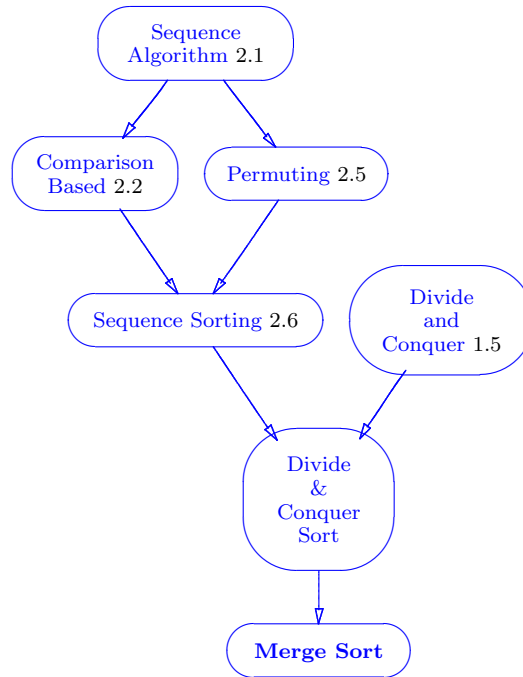 Sequence
Algorithm 2.1
Comparison
Based 2.2
Permuting 2.5
Sequence Sorting 2.6
Divide
and
Conquer 1.5
Divide
&
Conquer
Sort
Merge Sort